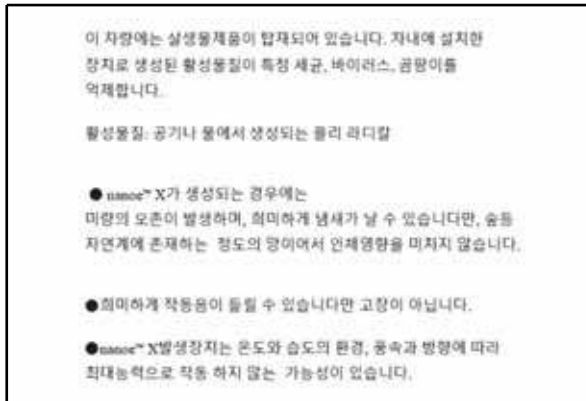 이 차량에는 살생물제품이 탑재되어 있습니다. 차내에 설치한
장치로 생성된 활성물질이 특정 세균, 바이러스, 곰팡이를
억제합니다.
활성물질: 공기나 물에서 생성되는 프리 라디칼
● nanoe™ X가 생성되는 경우에는
미량의 오존이 발생하며, 희미하게 냄새가 날 수 있습니다만, 숲등
자연계에 존재하는 정도의 양이어서 인체영향을 미치지 않습니다.
●희미하게 작동음이 들릴 수 있습니다만 고장이 아닙니다.
●nanoe™ X발생장치는 온도와 습도의 환경, 풍속과 방향에 따라
최대능력으로 작동 하지 않는 가능성이 있습니다.